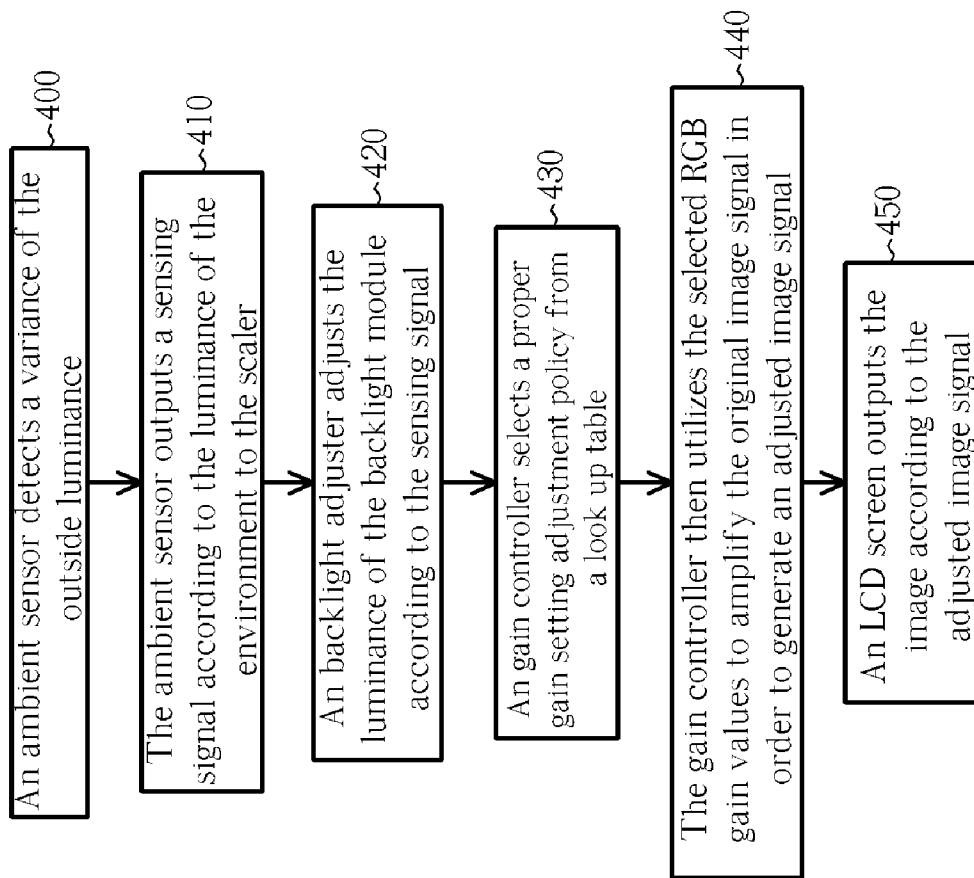 An ambient sensor detects a variance of the
outside luminance
400
The ambient sensor outputs a sensing
signal according to the luminance of the
environment to the scaler
410
An backlight adjuster adjusts the
luminance of the backlight module
according to the sensing signal
420
An gain controller selects a proper
gain setting adjustment policy from
a look up table
430
The gain controller then utilizes the selected RGB
gain values to amplify the original image signal in
order to generate an adjusted image signal
440
An LCD screen outputs the
image according to the
adjusted image signal
450